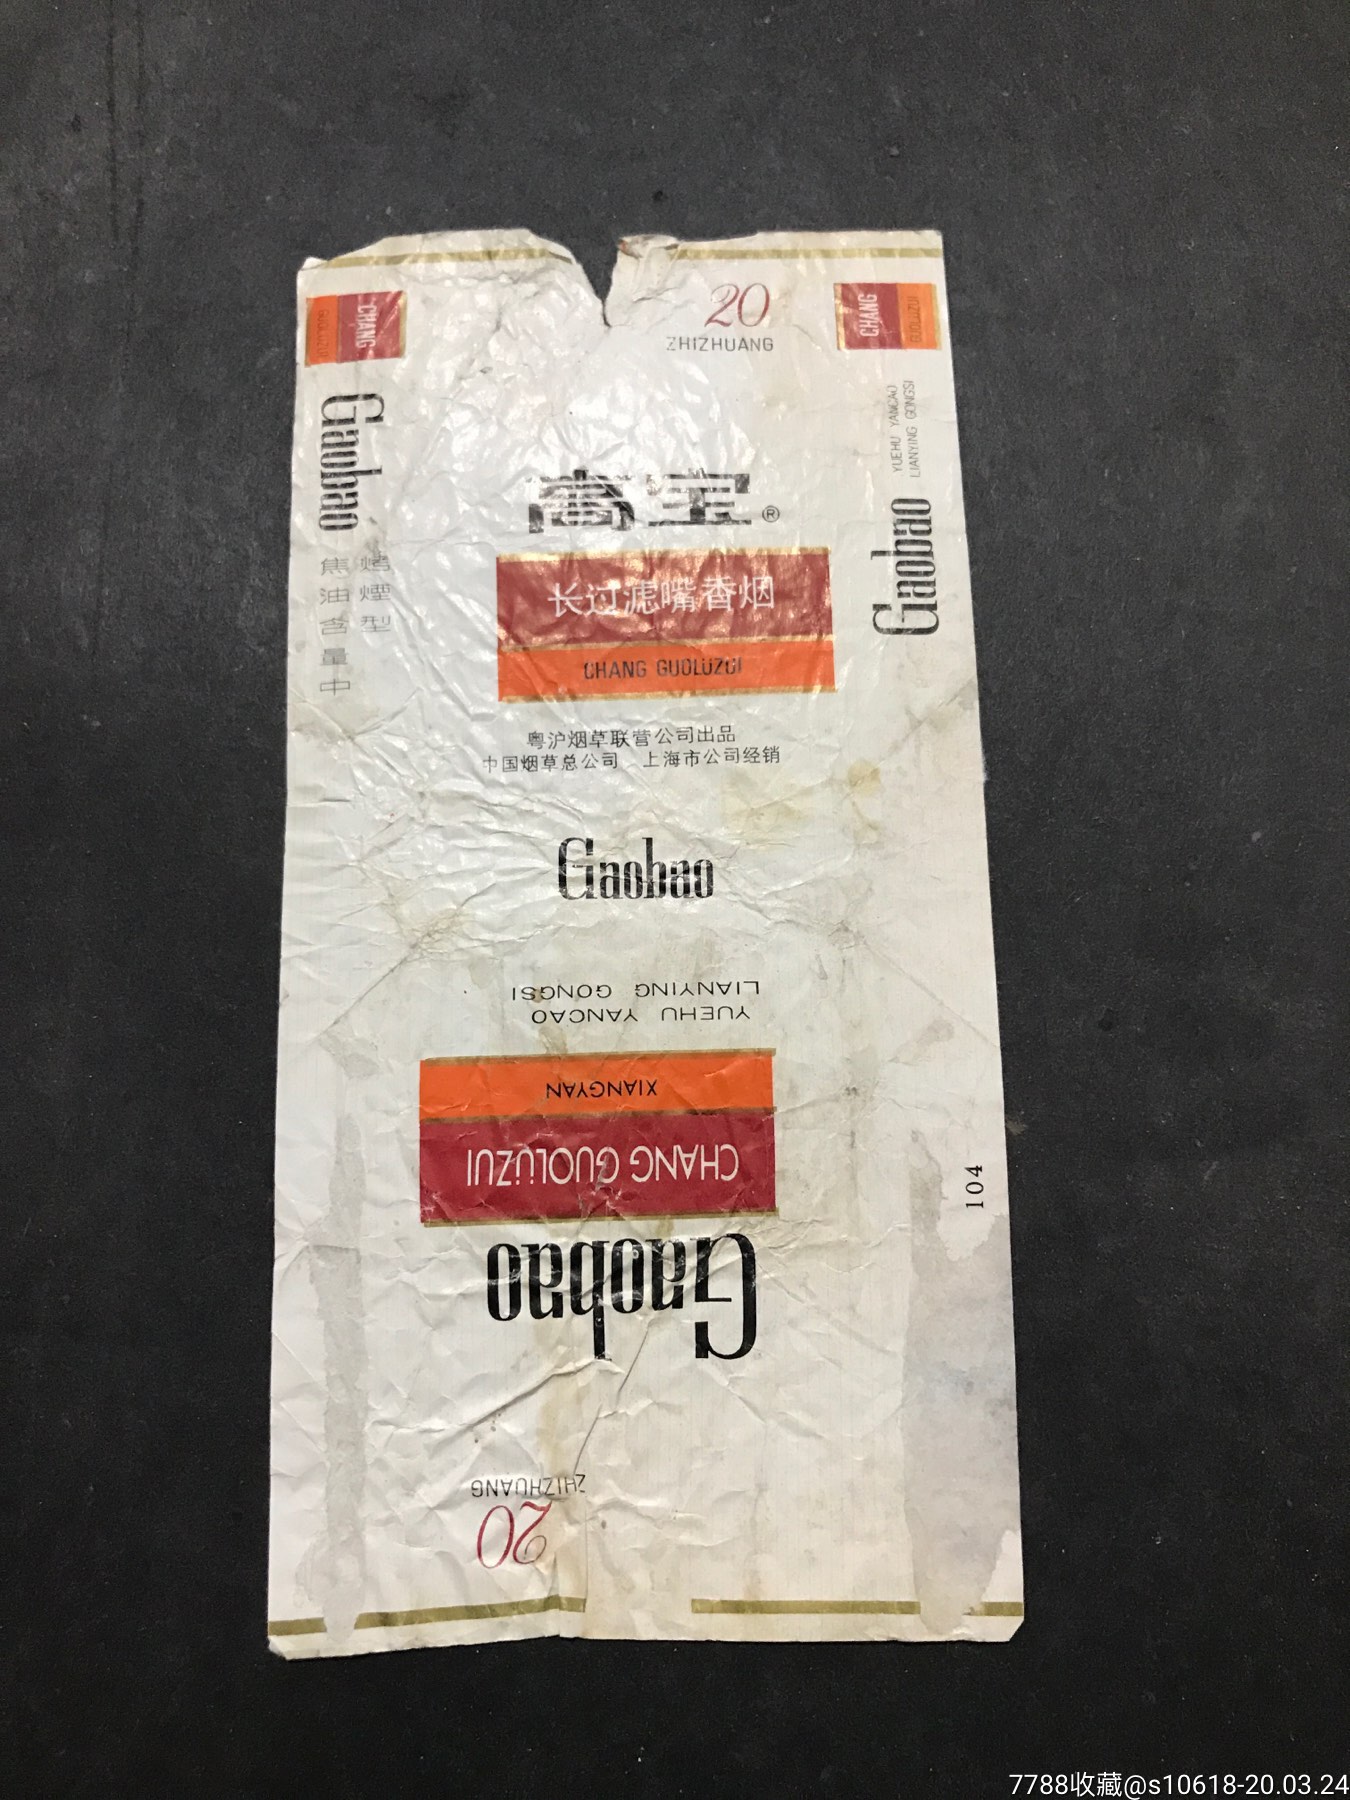 20
ZHIZHUANG
CHANG
GUOLUZUI
CHANG
GUOLUZUI
Gaobao
烤煙型
焦油含量中
YUEHU YANCAO
LIANYING GONGSI
Gaobao
高宝®
长过滤嘴香烟
CHANG GUOLUZUI
粤沪烟草联营公司出品
中国烟草总公司 上海市公司经销
Gaobao
YUEHU YANCAO
LIANYING GONGSI
XIANGYAN
CHANG GUOLÜZUI
Gaobao
104
ZHIZHUANG
20
7788收藏@s10618-20.03.24